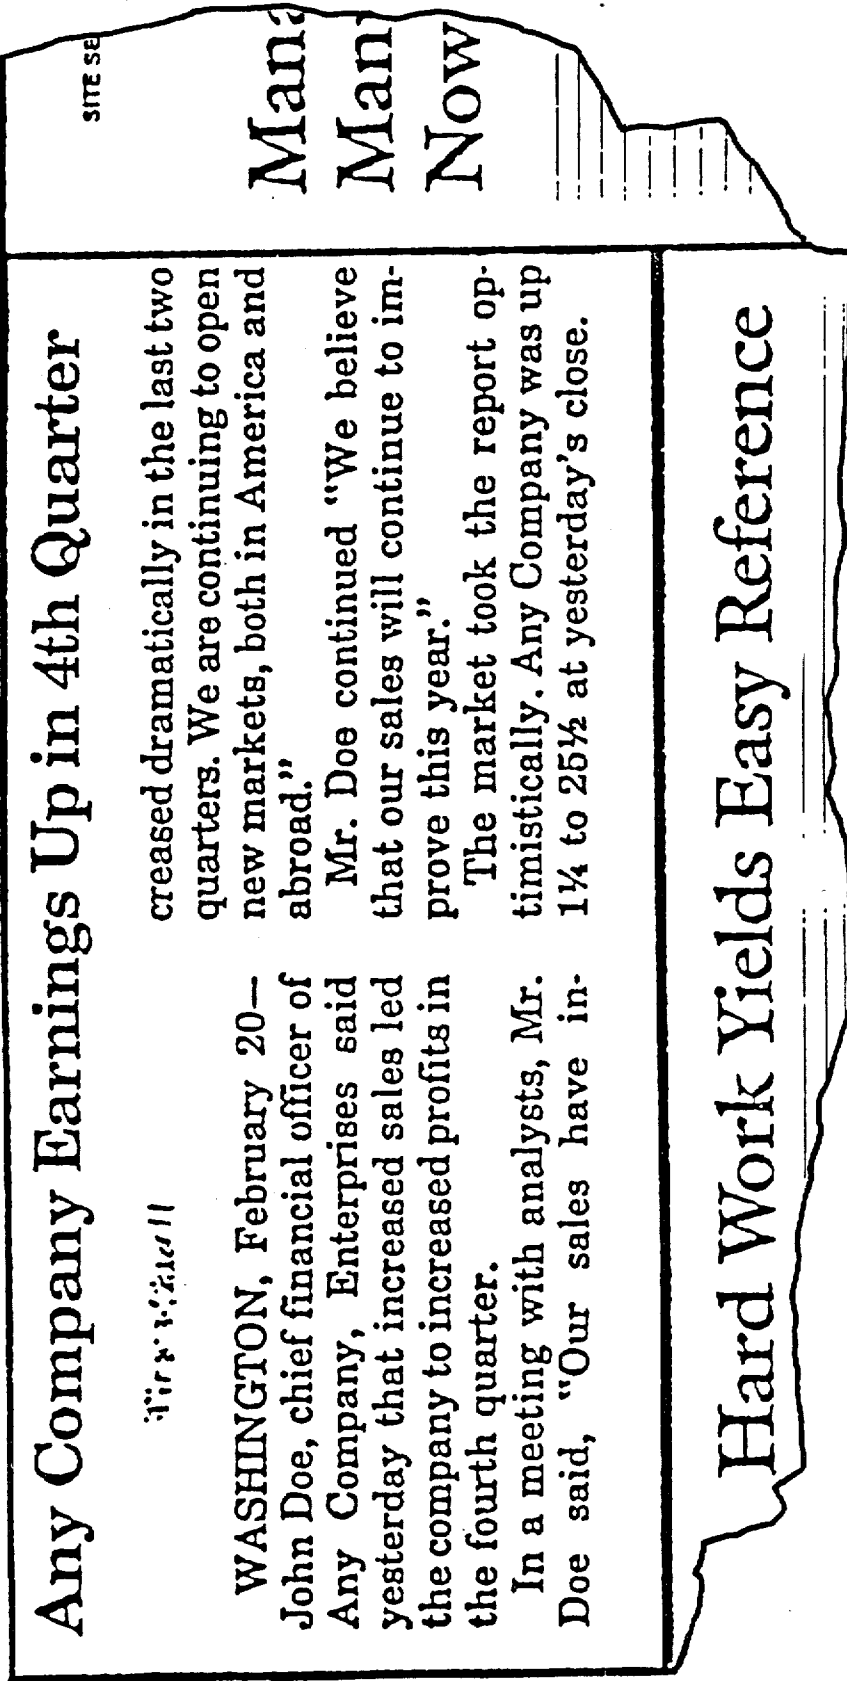 Any Company Earnings Up in 4th Quarter
WASHINGTON, February 20—
John Doe, chief financial officer of
Any Company, Enterprises said
yesterday that increased sales led
the company to increased profits in
the fourth quarter.
In a meeting with analysts, Mr.
Doe said, "Our sales have in-
creased dramatically in the last two
quarters. We are continuing to open
new markets, both in America and
abroad."
Mr. Doe continued "We believe
that our sales will continue to im-
prove this year."
The market took the report op-
timistically. Any Company was up
1¼ to 25½ at yesterday's close.
SITE SE
Mana
Man
Now
Hard Work Yields Easy Reference